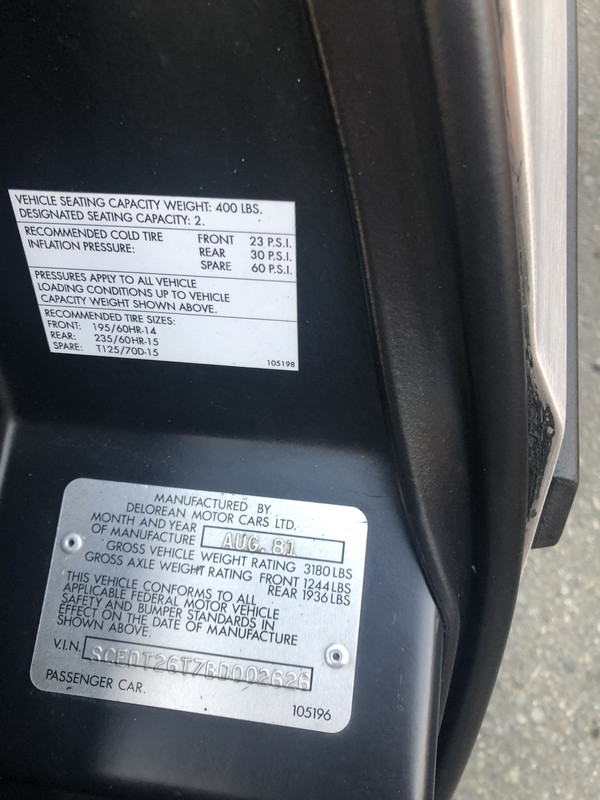 VEHICLE SEATING CAPACITY WEIGHT: 400 LBS.
DESIGNATED SEATING CAPACITY: 2.
RECOMMENDED COLD TIRE FRONT 23 P.S.I.
INFLATION PRESSURE: REAR 30 P.S.I.
SPARE 60 P.S.I.
PRESSURES APPLY TO ALL VEHICLE
LOADING CONDITIONS UP TO VEHICLE
CAPACITY WEIGHT SHOWN ABOVE.
RECOMMENDED TIRE SIZES:
FRONT: 195/60HR-14
REAR: 235/60HR-15
SPARE: T125/70D-15
105198
MANUFACTURED BY
DELOREAN MOTOR CARS LTD.
MONTH AND YEAR
OF MANUFACTURE AUG.81
GROSS VEHICLE WEIGHT RATING 3180 LBS
GROSS AXLE WEIGHT RATING FRONT 1244 LBS
REAR 1936 LBS
THIS VEHICLE CONFORMS TO ALL
APPLICABLE FEDERAL MOTOR VEHICLE
SAFETY AND BUMPER STANDARDS IN
EFFECT ON THE DATE OF MANUFACTURE
SHOWN ABOVE.
V.I.N. SCEDT26T7BD002626
PASSENGER CAR.
105196